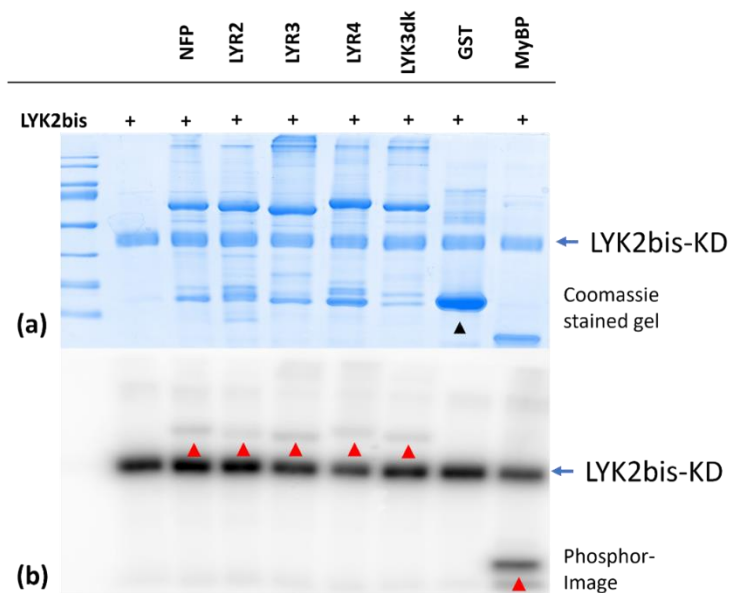 NFP LYR2 LYR3 LYR4 LYK3dk GST MyBP
LYK2bis + + + + + + + +
LYK2bis-KD
Coomassie
stained gel
(a)
LYK2bis-KD
Phosphor-
Image
(b)